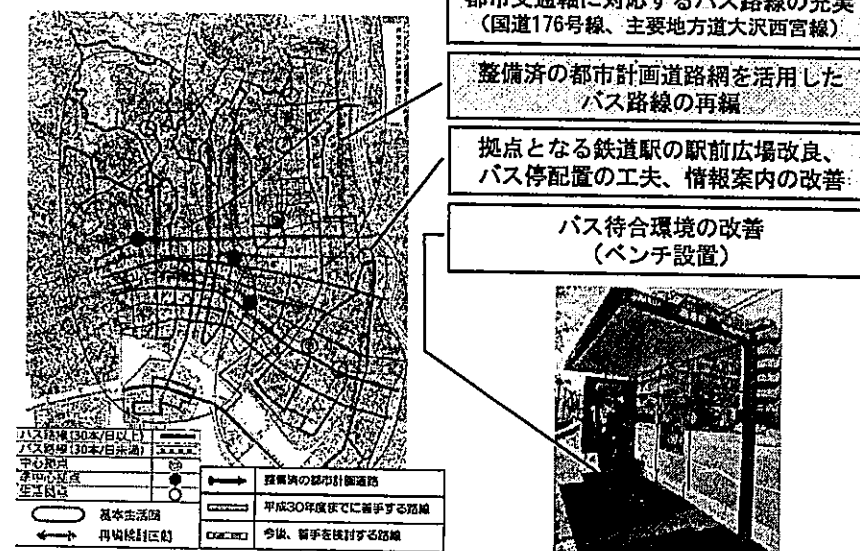 都市交通軸に対応するバス路線の充実
（国道176号線、主要地方道大沢西宮線）
整備済の都市計画道路網を活用した
バス路線の再編
拠点となる鉄道駅の駅前広場改良、
バス停配置の工夫、情報案内の改善
バス待合環境の改善
（ベンチ設置）
バス路線(30本/日以上)
バス路線(30本/日未満)
中心拠点
準中心拠点
生活拠点
基本生活圏
再編検討区間
整備済の都市計画道路
平成30年度までに着手する路線
今後、着手を検討する路線